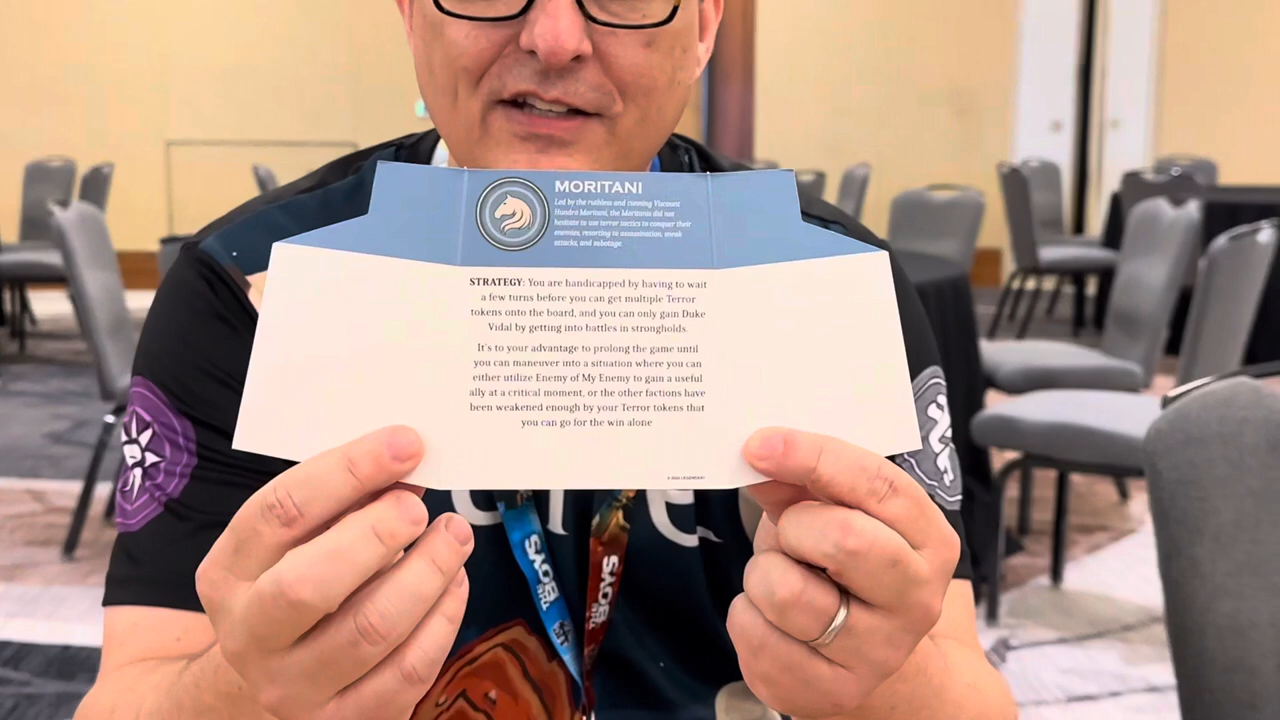 MORITANI
Led by the ruthless and cunning Viscount
Hundro Moritani, the Moritanis did not
hesitate to use terror tactics to conquer their
enemies, resorting to assassination, sneak
attacks, and sabotage.
STRATEGY: You are handicapped by having to wait
a few turns before you can get multiple Terror
tokens onto the board, and you can only gain Duke
Vidal by getting into battles in strongholds.
It's to your advantage to prolong the game until
you can maneuver into a situation where you can
either utilize Enemy of My Enemy to gain a useful
ally at a critical moment, or the other factions have
been weakened enough by your Terror tokens that
you can go for the win alone
THE BOYS
THE BOYS